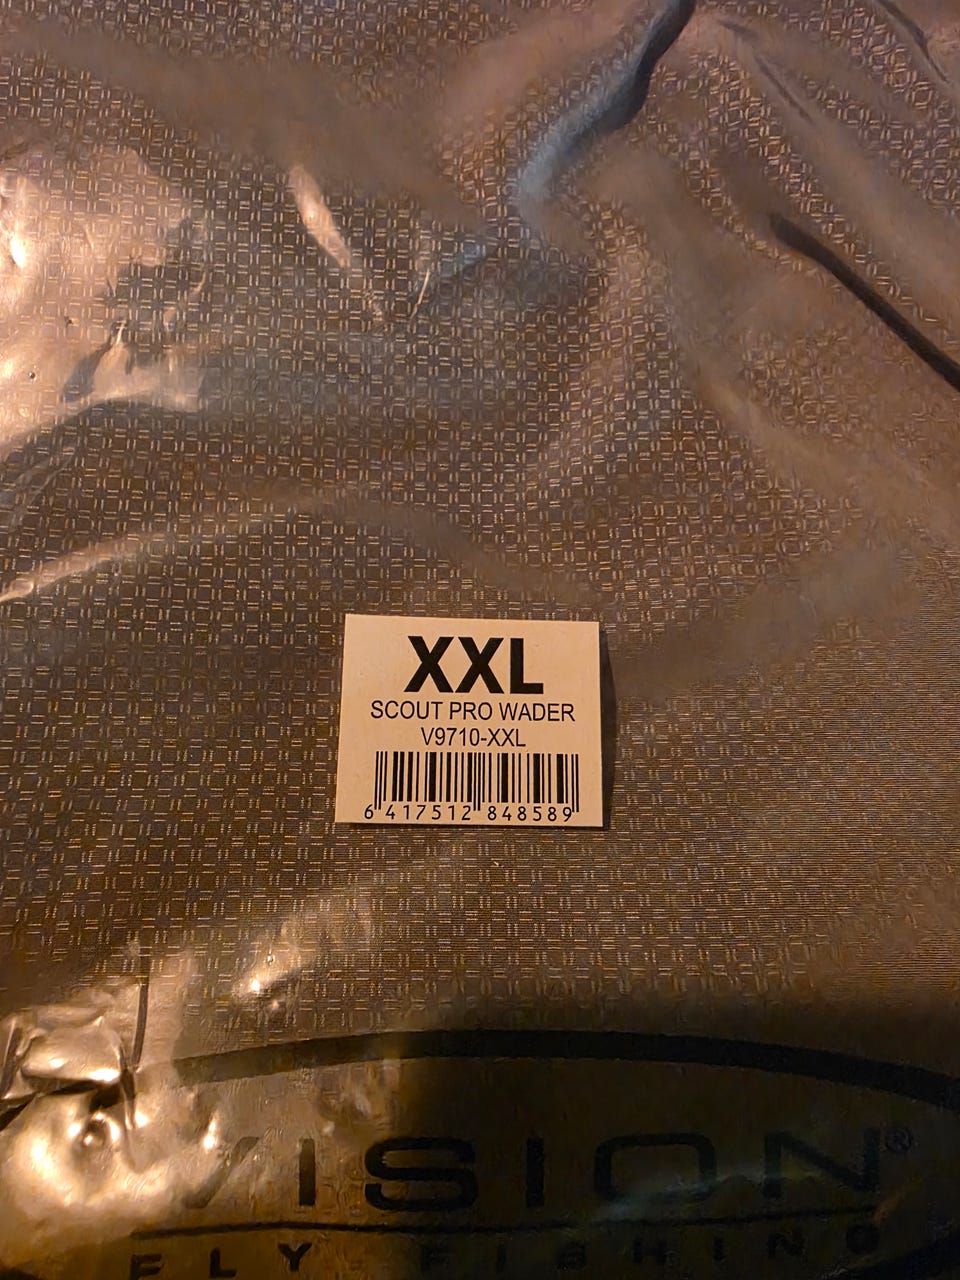 XXL
SCOUT PRO WADER
V9710-XXL
6 417512 848589
VISION®
FLY FISHING